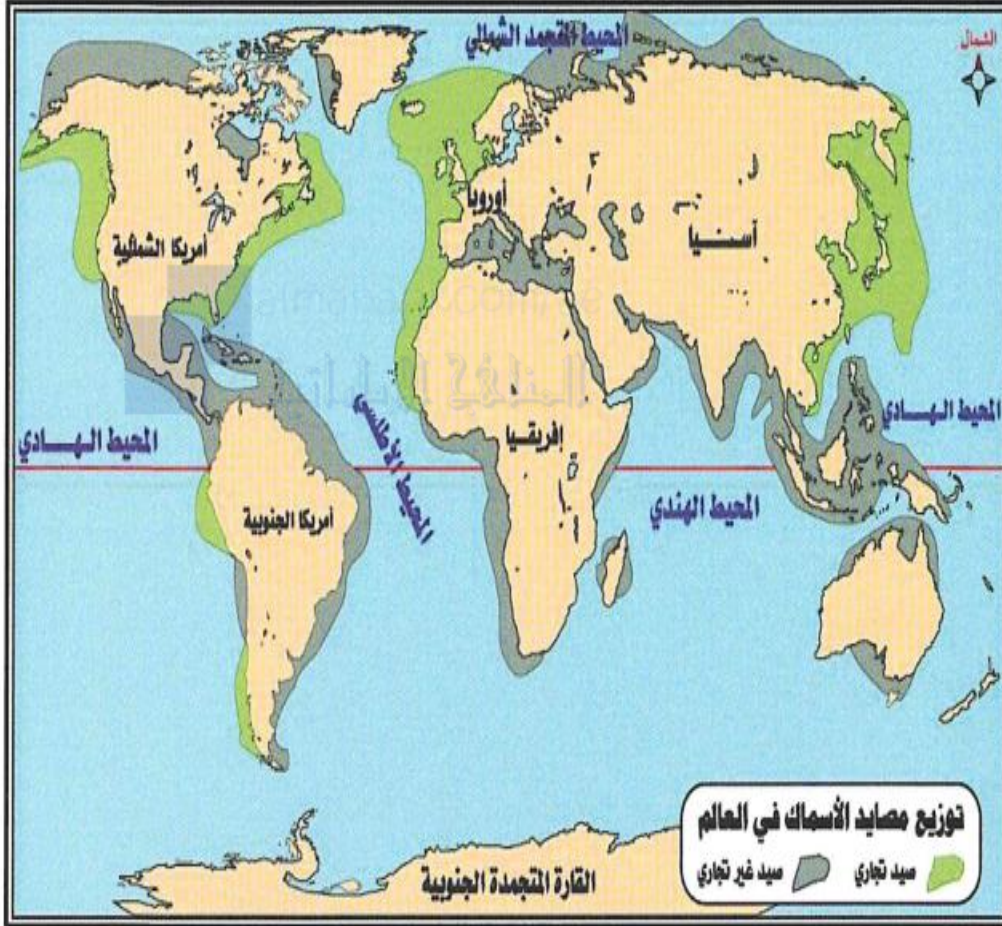 المحيط المتجمد الشمالي
الشمال
أمريكا الشمالية
أوروبا
آسيا
المحيط الهادي
المحيط الأطلسي
إفريقيا
المحيط الهادي
أمريكا الجنوبية
المحيط الهندي
توزيع مصايد الأسماك في العالم
صيد تجاري
صيد غير تجاري
القارة المتجمدة الجنوبية